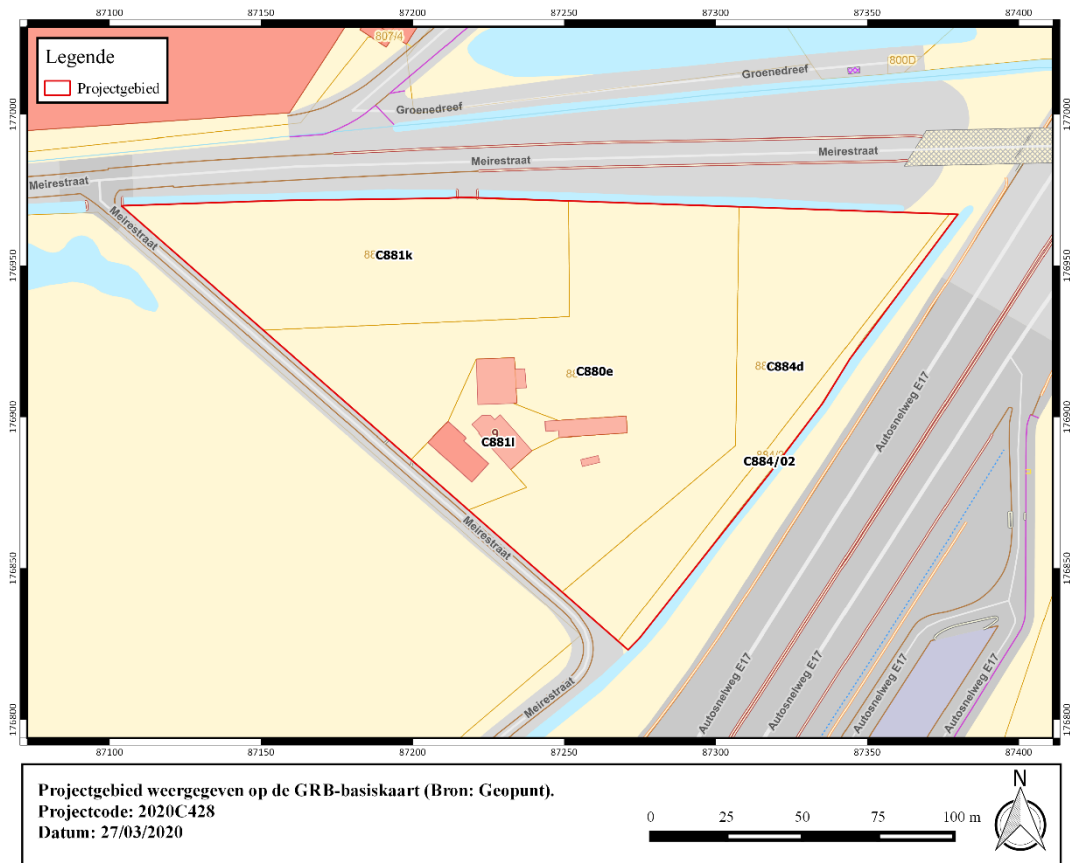 87100 87150 87200 87250 87300 87350 87400
177000
176950
176900
176850
176800
Legende
Projectgebied
807/4
800D
Groenedreef
Groenedreef
Meirestraat
Meirestraat
Meirestraat
Meirestraat
C881k
C880e
C884d
9
C881l
C884/02
Meirestraat
Meirestraat
Autosnelweg E17
Autosnelweg E17
Autosnelweg E17
Autosnelweg E17
Autosnelweg E17
177000
176950
176900
176850
176800
87100 87150 87200 87250 87300 87350 87400
Projectgebied weergegeven op de GRB-basiskaart (Bron: Geopunt).
Projectcode: 2020C428
Datum: 27/03/2020
0 25 50 75 100 m
N